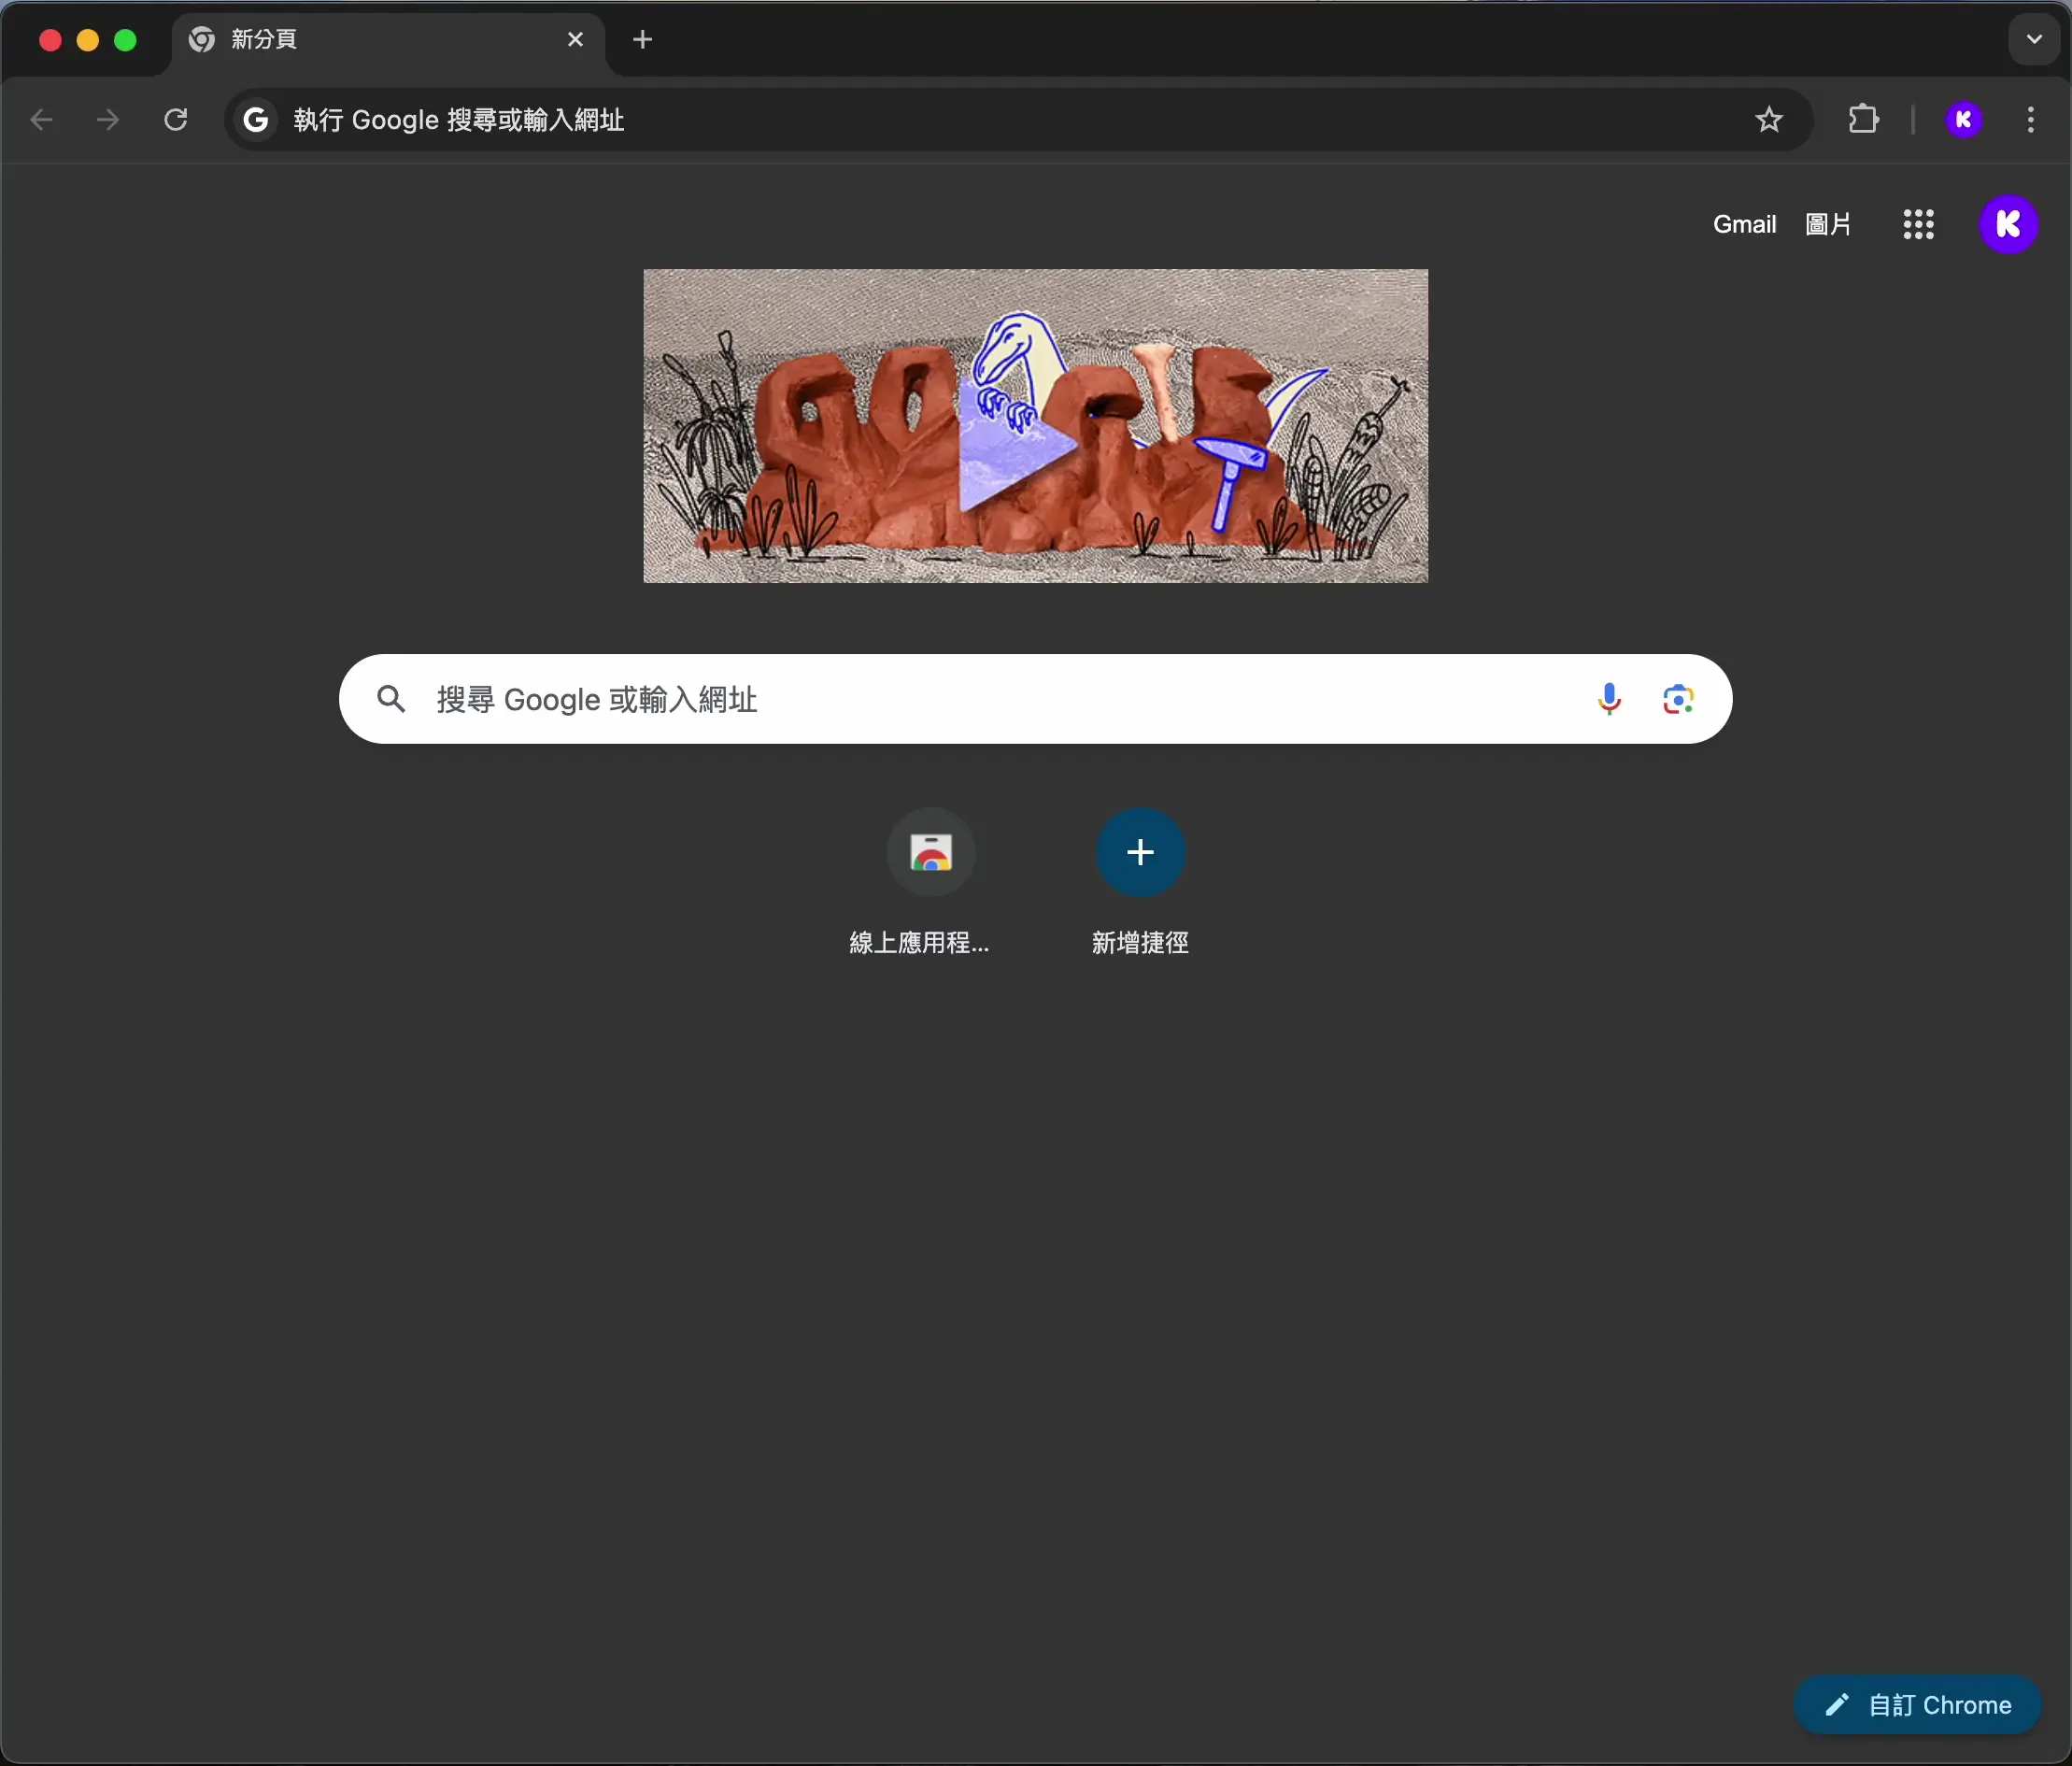 新分頁
執行 Google 搜尋或輸入網址
K
Gmail 圖片
K
GOOGLE
搜尋 Google 或輸入網址
線上應用程...
新增捷徑
自訂 Chrome